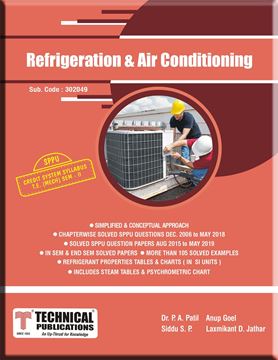 Refrigeration & Air Conditioning
Sub. Code : 302049
SPPU
CREDIT SYSTEM SYLLABUS
T.E. (MECH) SEM - II
• SIMPLIFIED & CONCEPTUAL APPROACH
• CHAPTERWISE SOLVED SPPU QUESTIONS DEC. 2006 to MAY 2018
• SOLVED SPPU QUESTION PAPERS AUG 2015 to MAY 2019
• IN SEM & END SEM SOLVED PAPERS • MORE THAN 105 SOLVED EXAMPLES
• REFRIGERANT PROPERTIES TABLES & CHARTS ( IN SI UNITS )
• INCLUDES STEAM TABLES & PSYCHROMETRIC CHART
TECHNICAL
PUBLICATIONS
SINCE 1993 An Up-Thrust for Knowledge
Dr. P. A. Patil Anup Goel
Siddu S. P. Laxmikant D. Jathar